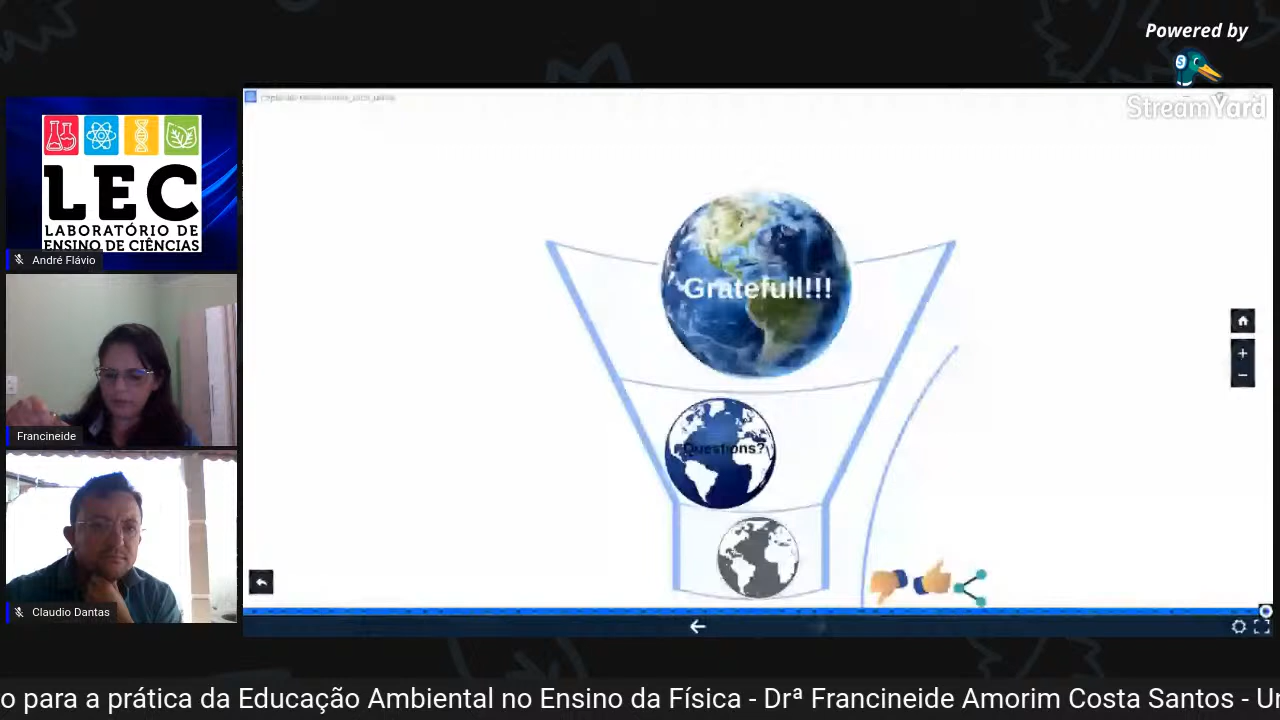 Powered by
StreamYard
LEC
LABORATÓRIO DE
ENSINO DE CIÊNCIAS
André Flávio
Francineide
Claudio Dantas
Gratefull!!!
Questions?
o para a prática da Educação Ambiental no Ensino da Física - Drª Francineide Amorim Costa Santos - Un